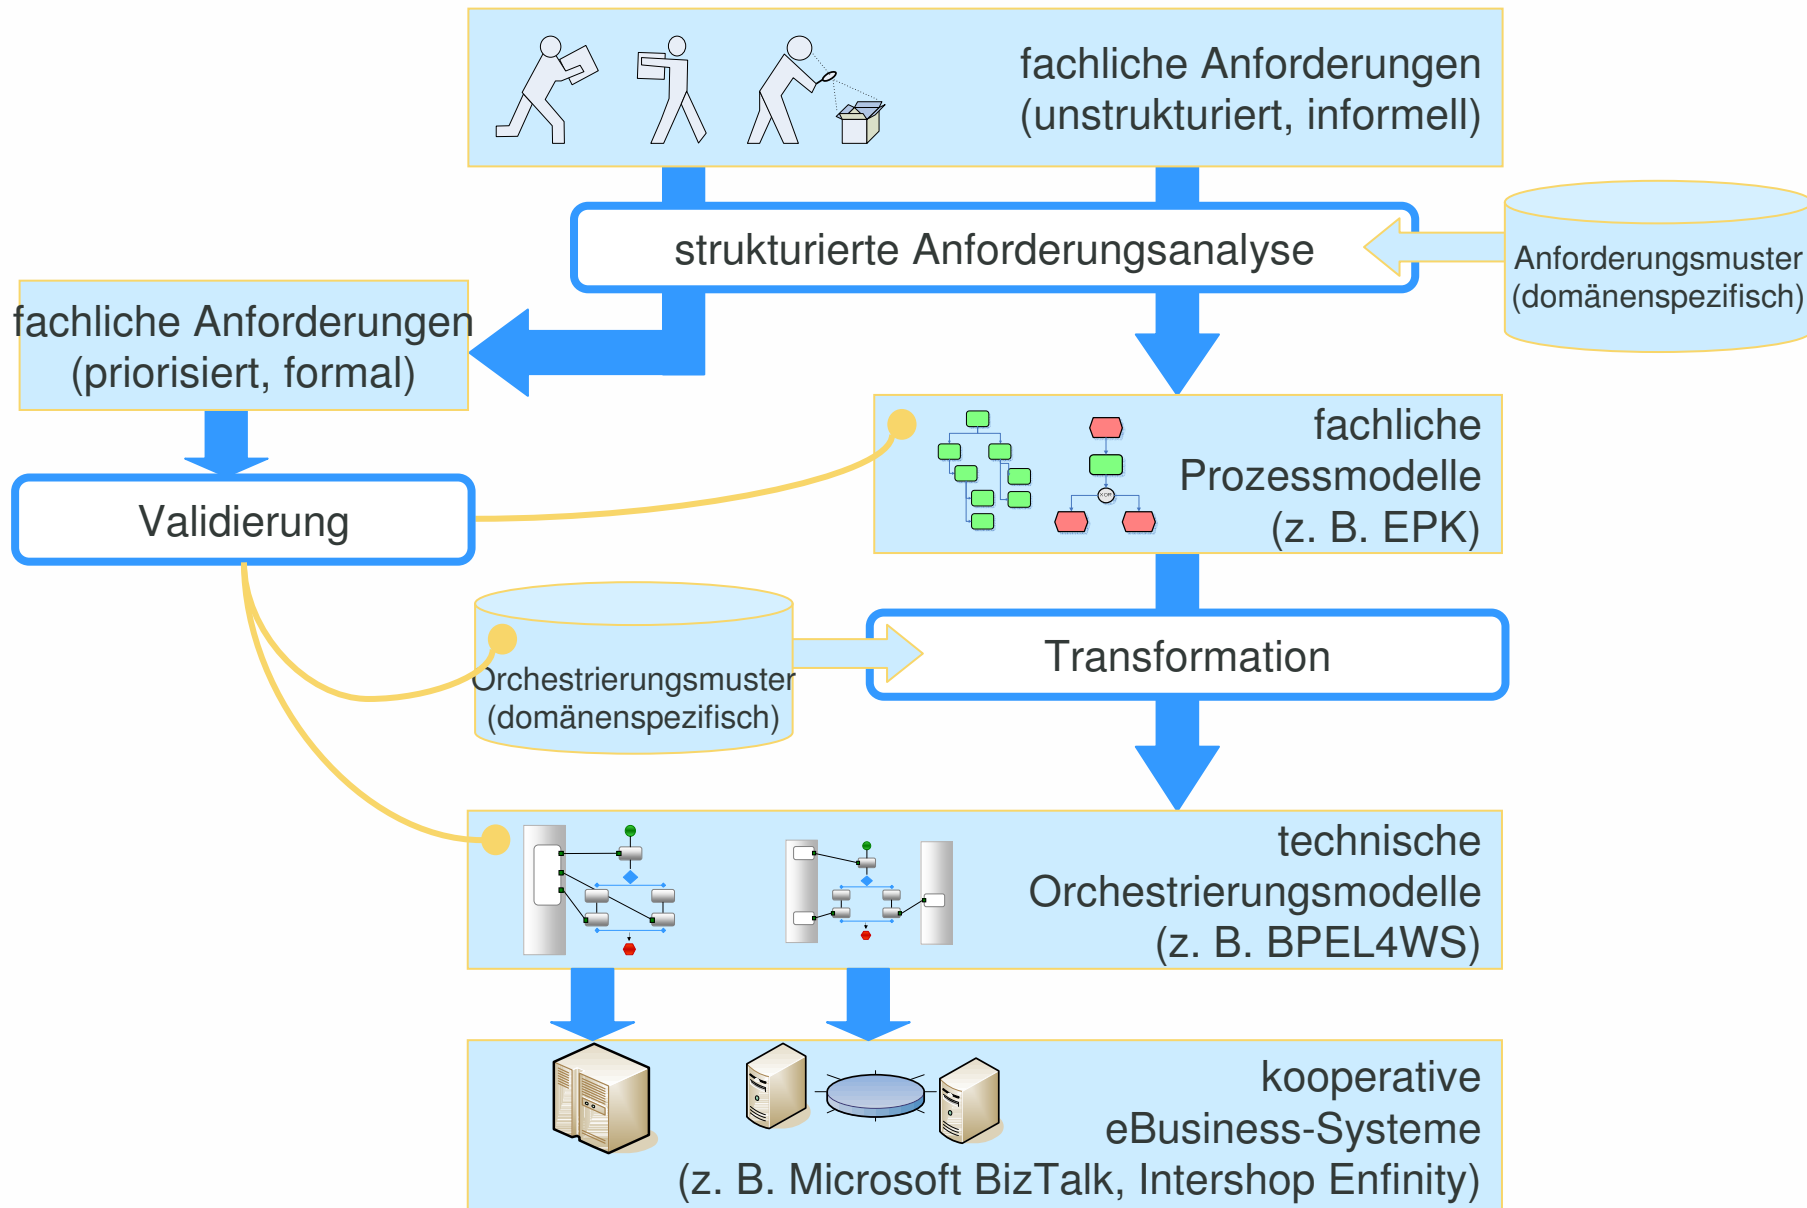 fachliche Anforderungen
(unstrukturiert, informell)
strukturierte Anforderungsanalyse
Anforderungsmuster
(domänenspezifisch)
fachliche Anforderungen
(priorisiert, formal)
fachliche
Prozessmodelle
(z. B. EPK)
XOR
Validierung
Transformation
Orchestrierungsmuster
(domänenspezifisch)
technische
Orchestrierungsmodelle
(z. B. BPEL4WS)
kooperative
eBusiness-Systeme
(z. B. Microsoft BizTalk, Intershop Enfinity)